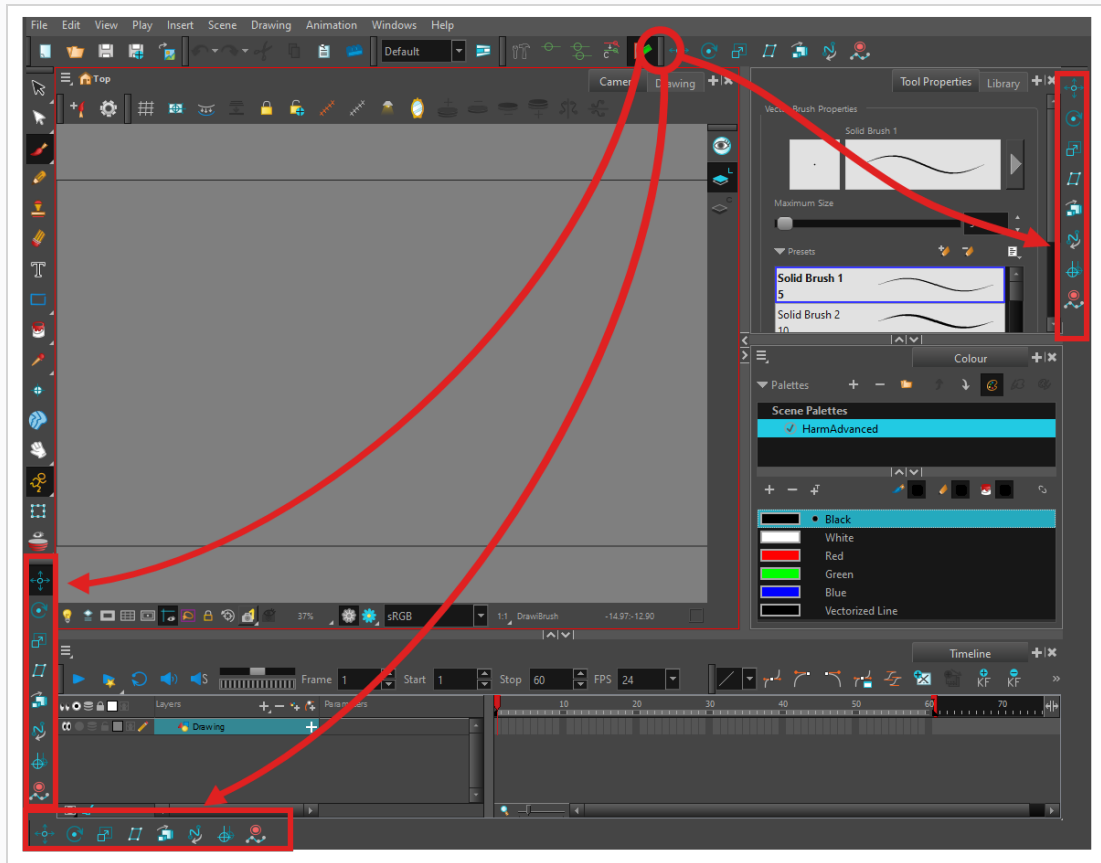 File Edit View Play Insert Scene Drawing Animation Windows Help
Default
Top
Camer Drawing
Tool Properties Library
Vector Brush Properties
Solid Brush 1
Maximum Size
Presets
Solid Brush 1
5
Solid Brush 2
10
Colour
Palettes
Scene Palettes
HarmAdvanced
Black
White
Red
Green
Blue
Vectorized Line
37% sRGB 1:1 DrawiBrush -14.97:-12.90
Timeline
Frame 1 Start 1 Stop 60 FPS 24
KF KF
Layers Parameters
10 20 30 40 50 60 70
Drawing